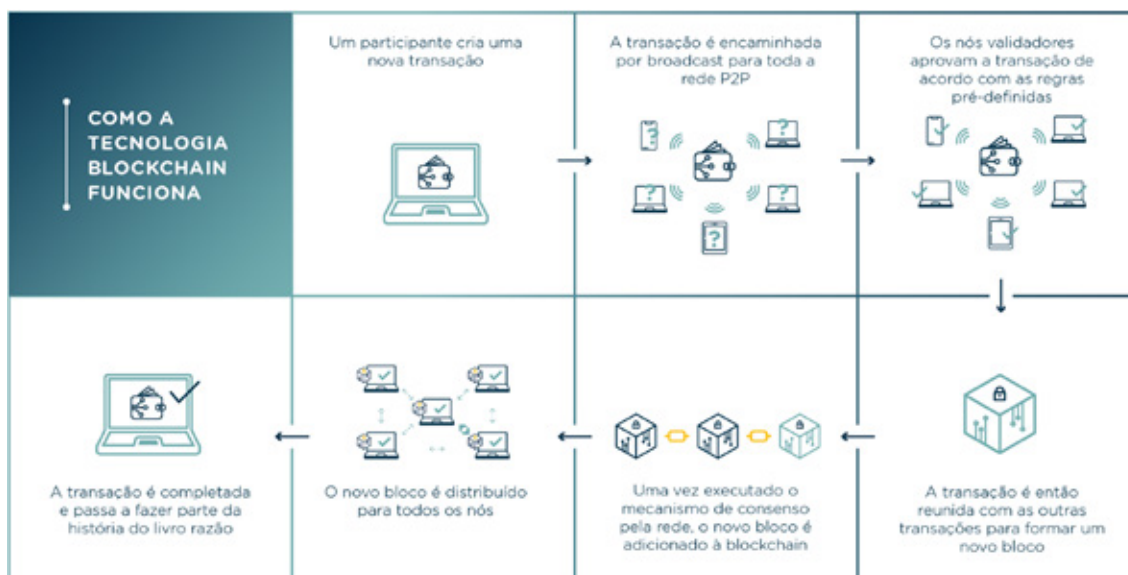 COMO A
TECNOLOGIA
BLOCKCHAIN
FUNCIONA
Um participante cria uma
nova transação
A transação é encaminhada
por broadcast para toda a
rede P2P
Os nós validadores
aprovam a transação de
acordo com as regras
pré-definidas
A transação é então
reunida com as outras
transações para formar um
novo bloco
Uma vez executado o
mecanismo de consenso
pela rede, o novo bloco é
adicionado à blockchain
O novo bloco é distribuído
para todos os nós
A transação é completada
e passa a fazer parte da
história do livro razão